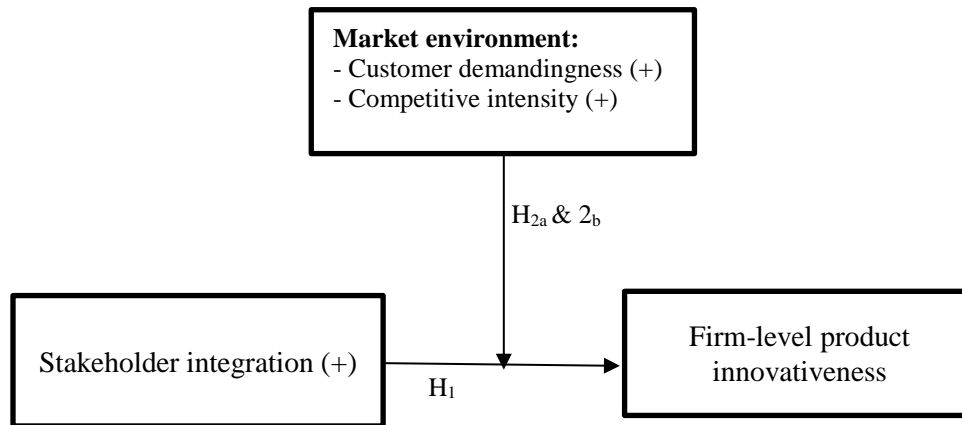 Market environment:
- Customer demandingness (+)
- Competitive intensity (+)
H2a & 2b
Stakeholder integration (+)
H1
Firm-level product
innovativeness